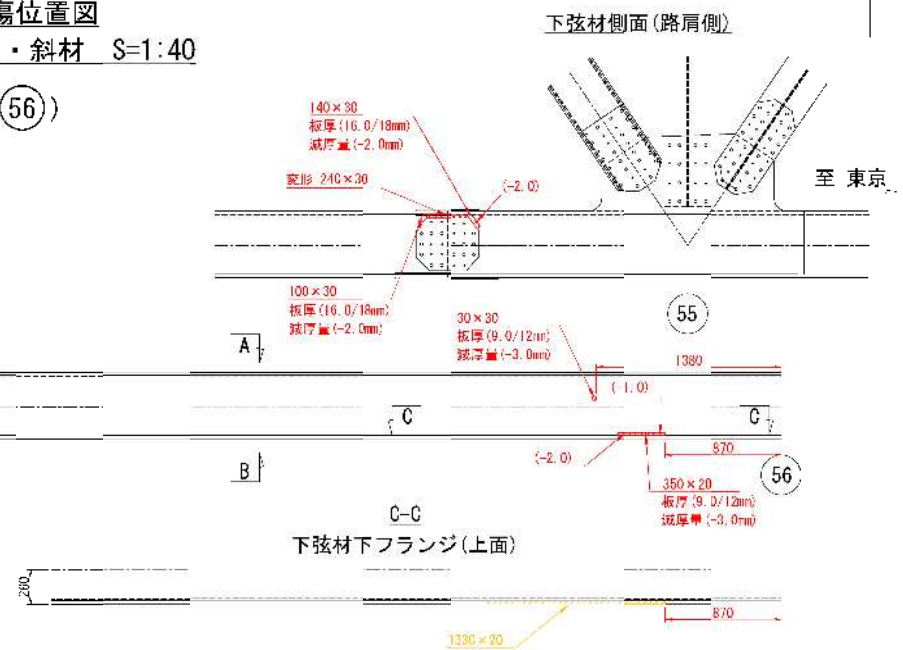 傷位置図
・斜材 S=1:40
56)
下弦材側面(路肩側)
至 東京
140×30
板厚(16.0/18mm)
減厚量(-2.0mm)
変形 240×30
(-2.0)
100×30
板厚(16.0/18mm)
減厚量(-2.0mm)
55
30×30
板厚(9.0/12mm)
減厚量(-3.0mm)
1380
(-1.0)
A
C
C
B
(-2.0)
870
56
350×20
板厚(9.0/12mm)
減厚量(-3.0mm)
C-C
下弦材下フランジ(上面)
260
870
1330×20